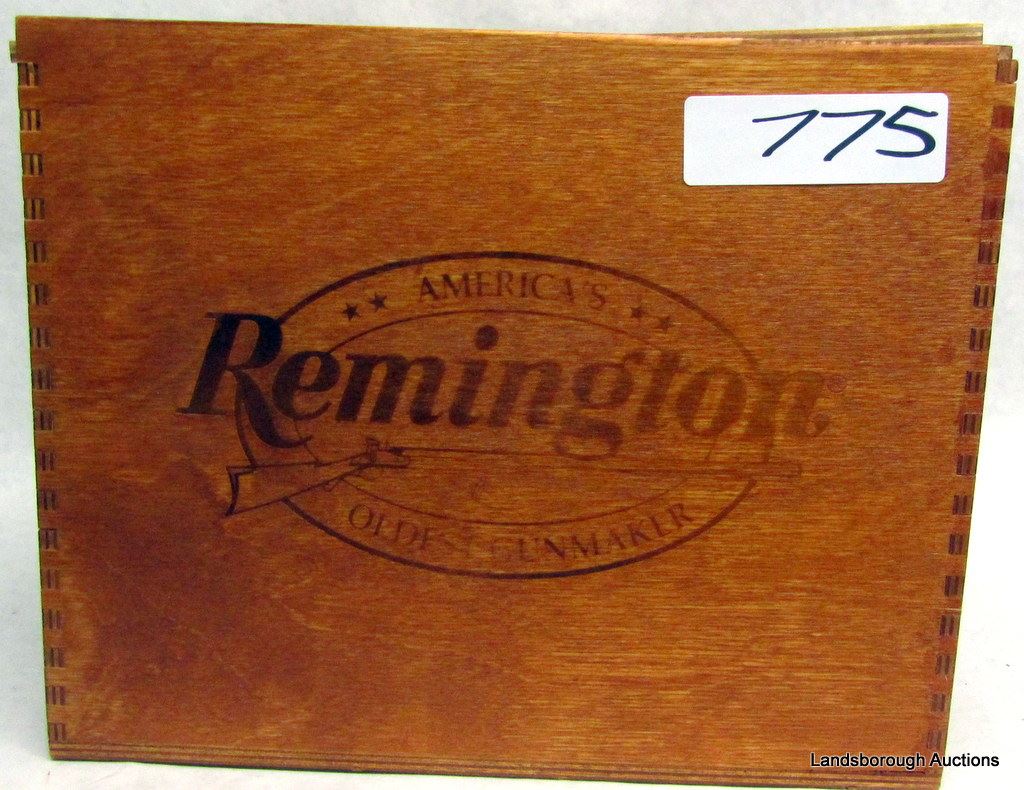 775
AMERICA'S
Remington®
OLDEST GUNMAKER
Landsborough Auctions